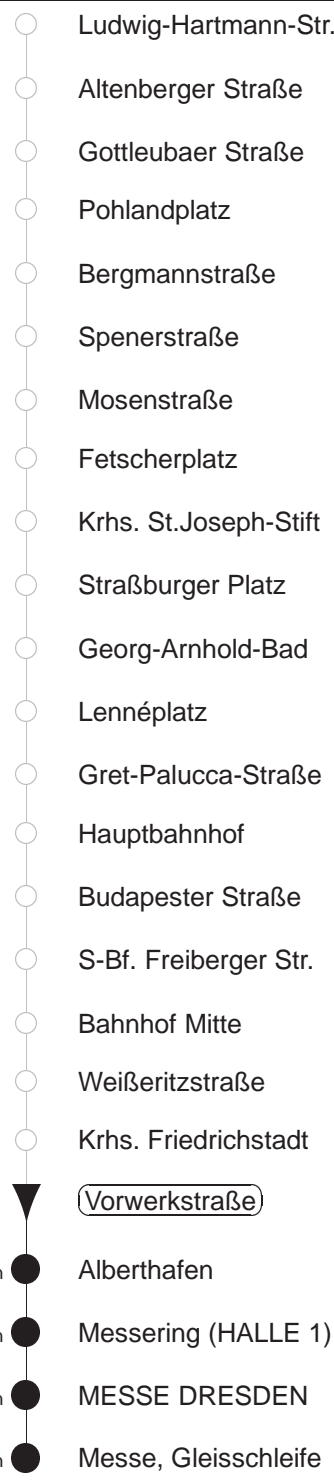 Ludwig-Hartmann-Str.
Altenberger Straße
Gottleubaer Straße
Pohlandplatz
Bergmannstraße
Spenerstraße
Mosenstraße
Fetscherplatz
Krhs. St.Joseph-Stift
Straßburger Platz
Georg-Arnhold-Bad
Lennéplatz
Gret-Palucca-Straße
Hauptbahnhof
Budapester Straße
S-Bf. Freiberger Str.
Bahnhof Mitte
Weißeritzstraße
Krhs. Friedrichstadt
Vorwerkstraße
Alberthafen
Messering (HALLE 1)
MESSE DRESDEN
Messe, Gleisschleife